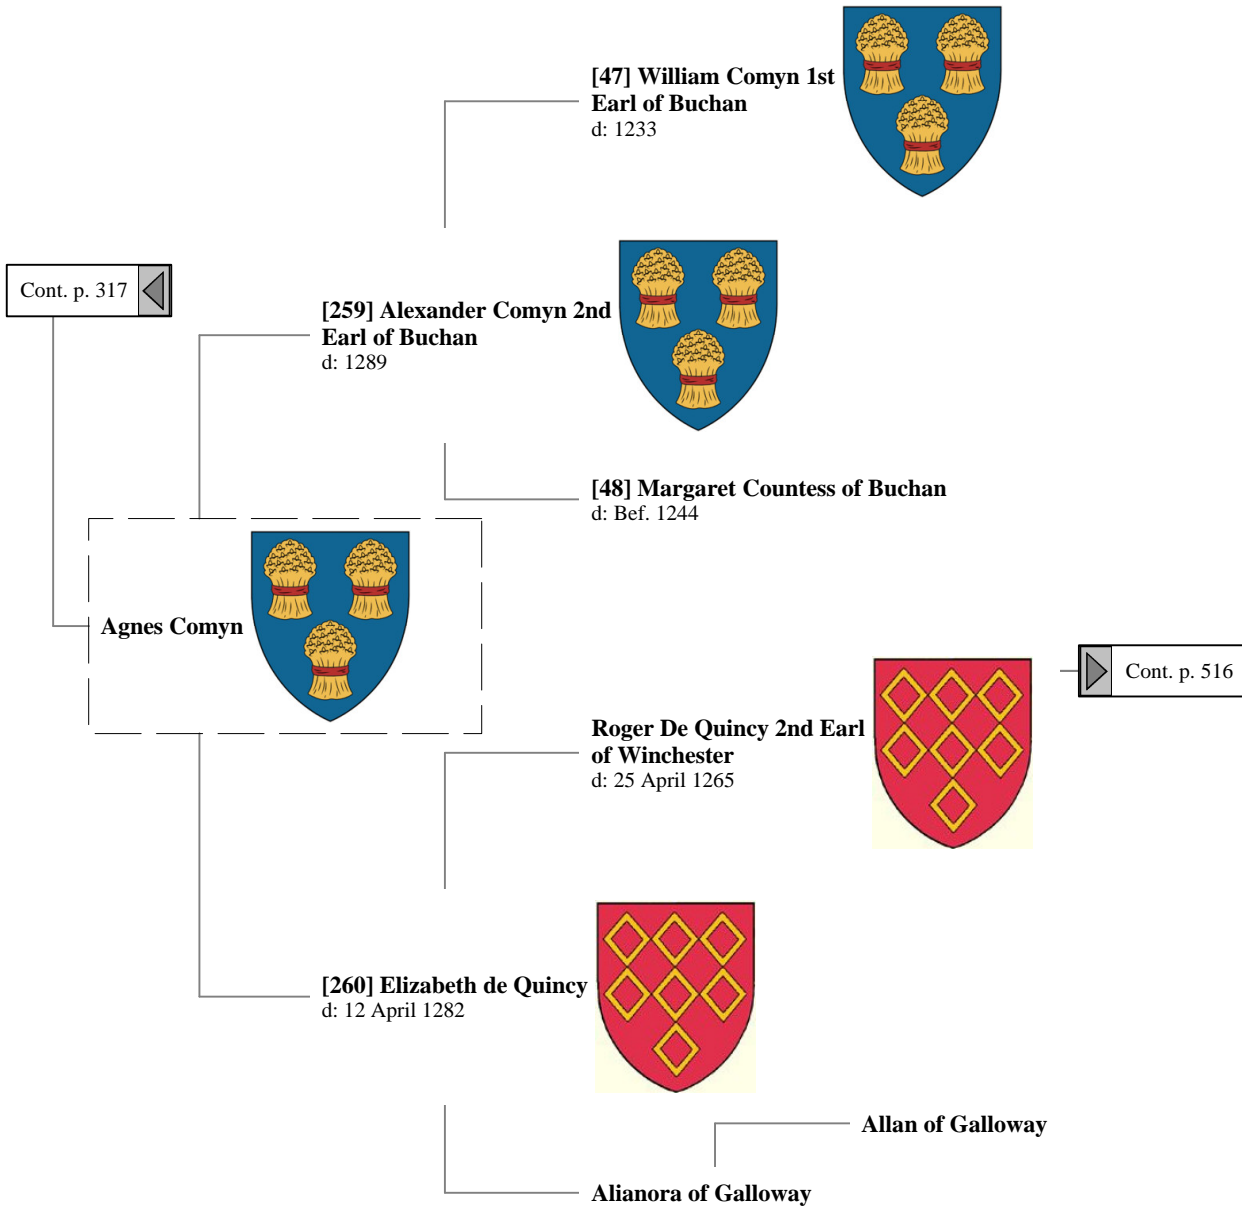 [47] William Comyn 1st
Earl of Buchan
d: 1233
Cont. p. 317
[259] Alexander Comyn 2nd
Earl of Buchan
d: 1289
[48] Margaret Countess of Buchan
d: Bef. 1244
Agnes Comyn
Cont. p. 516
Roger De Quincy 2nd Earl
of Winchester
d: 25 April 1265
[260] Elizabeth de Quincy
d: 12 April 1282
Allan of Galloway
Alianora of Galloway